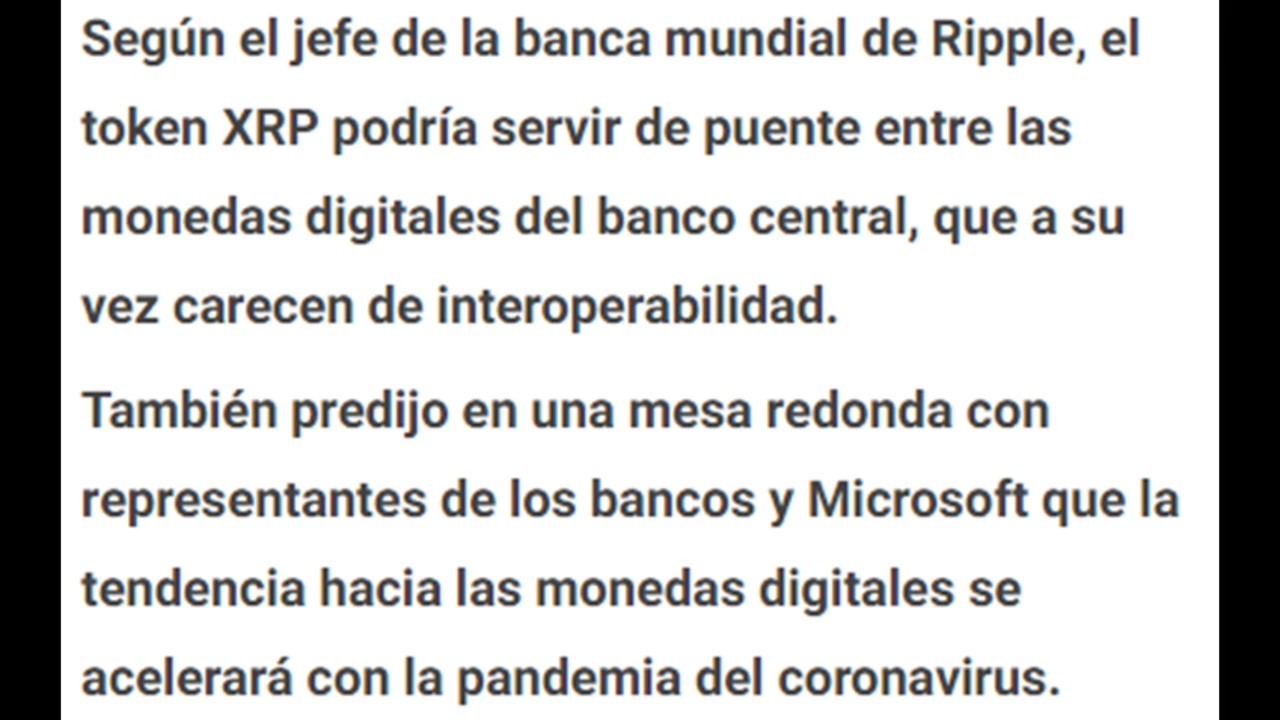 Según el jefe de la banca mundial de Ripple, el
token XRP podría servir de puente entre las
monedas digitales del banco central, que a su
vez carecen de interoperabilidad.
También predijo en una mesa redonda con
representantes de los bancos y Microsoft que la
tendencia hacia las monedas digitales se
acelerará con la pandemia del coronavirus.